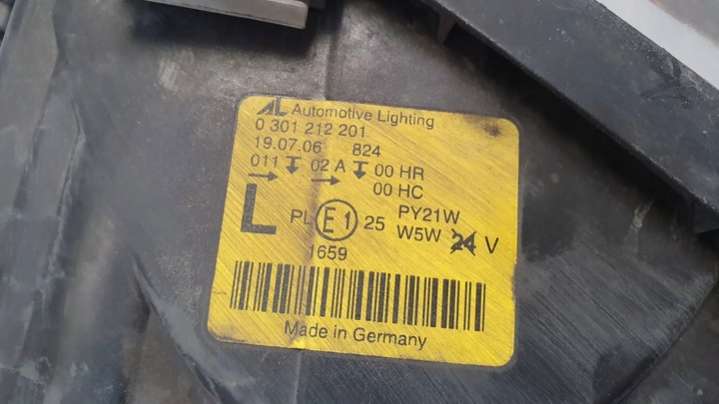 AL Automotive Lighting
0 301 212 201
19.07.06 824
011 02 A 00 HR
00 HC
L PL E1 25 PY21W
W5W 24 V
1659
Made in Germany